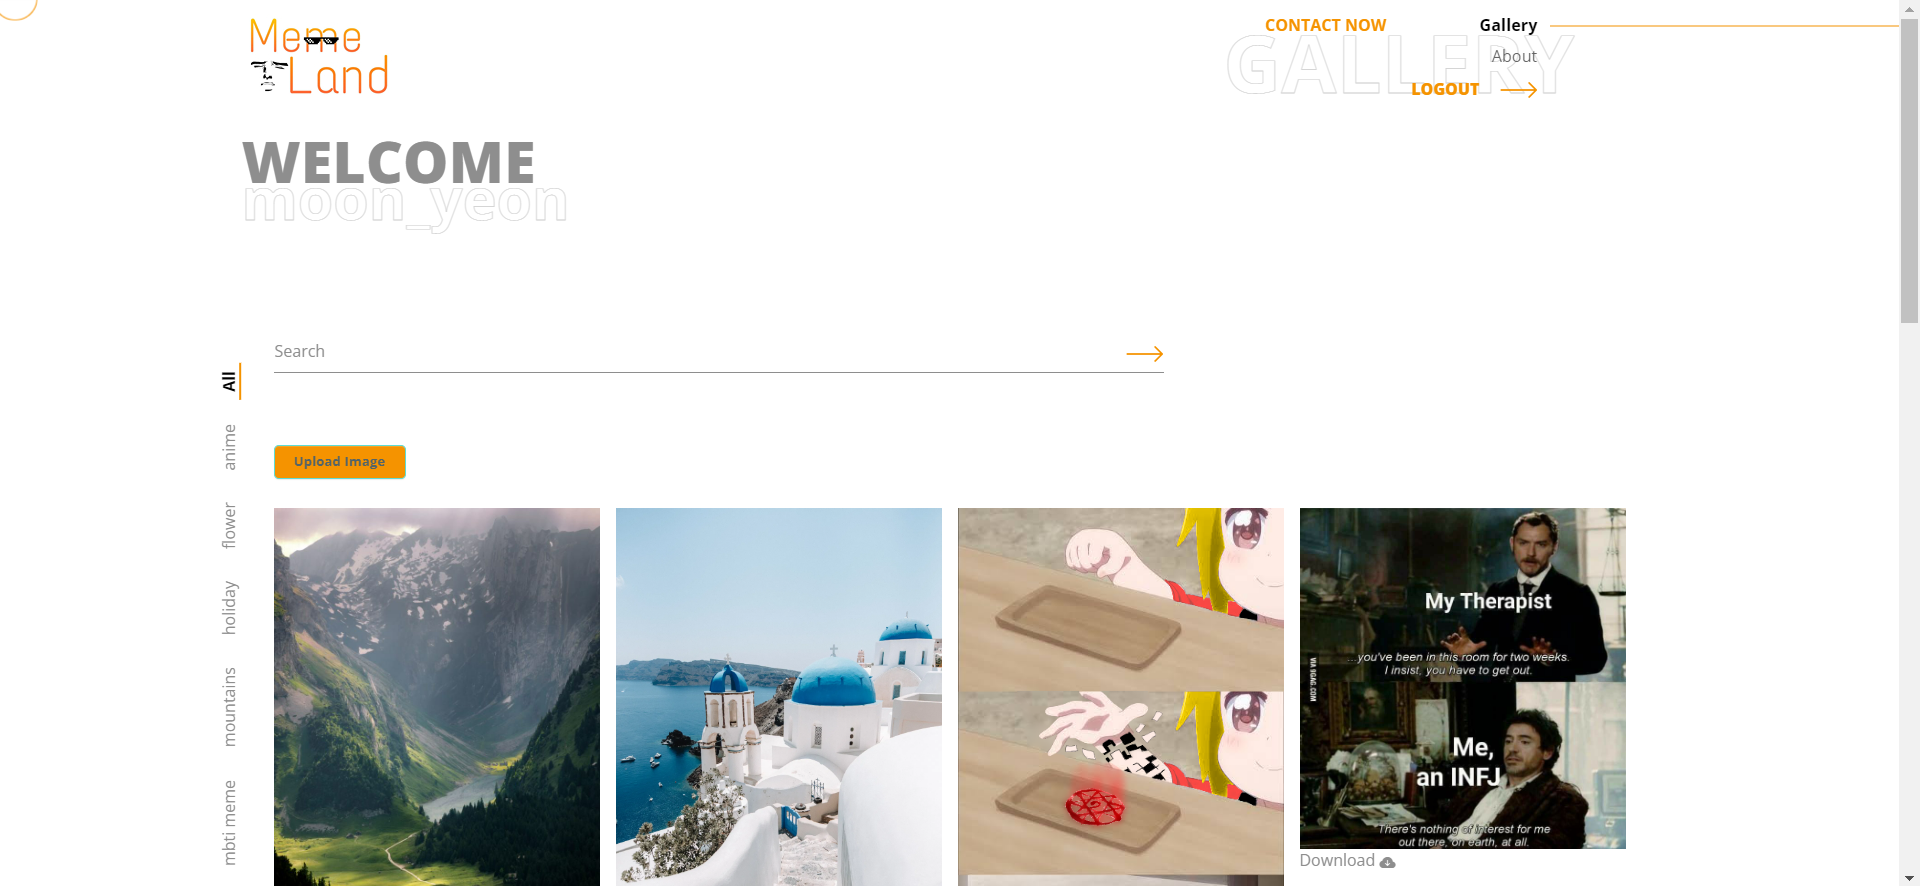 Meme
Land
CONTACT NOW
Gallery
GALLERY
About
LOGOUT
WELCOME
moon_yeon
Search
All
anime
flower
holiday
mountains
mbti meme
Upload Image
My Therapist
...you've been in this room for two weeks.
I insist, you have to get out.
VIA 9GAG.COM
Me,
an INFJ
There's nothing of interest for me
out there, on earth, at all.
Download